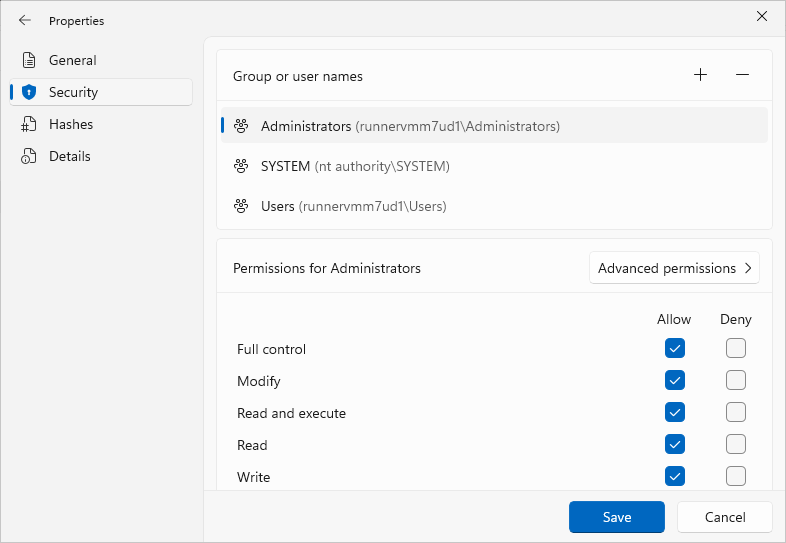 Properties
General
Security
Hashes
Details
Group or user names
Administrators (runnervmm7ud1\Administrators)
SYSTEM (nt authority\SYSTEM)
Users (runnervmm7ud1\Users)
Permissions for Administrators
Advanced permissions
Allow Deny
Full control
Modify
Read and execute
Read
Write
Save Cancel